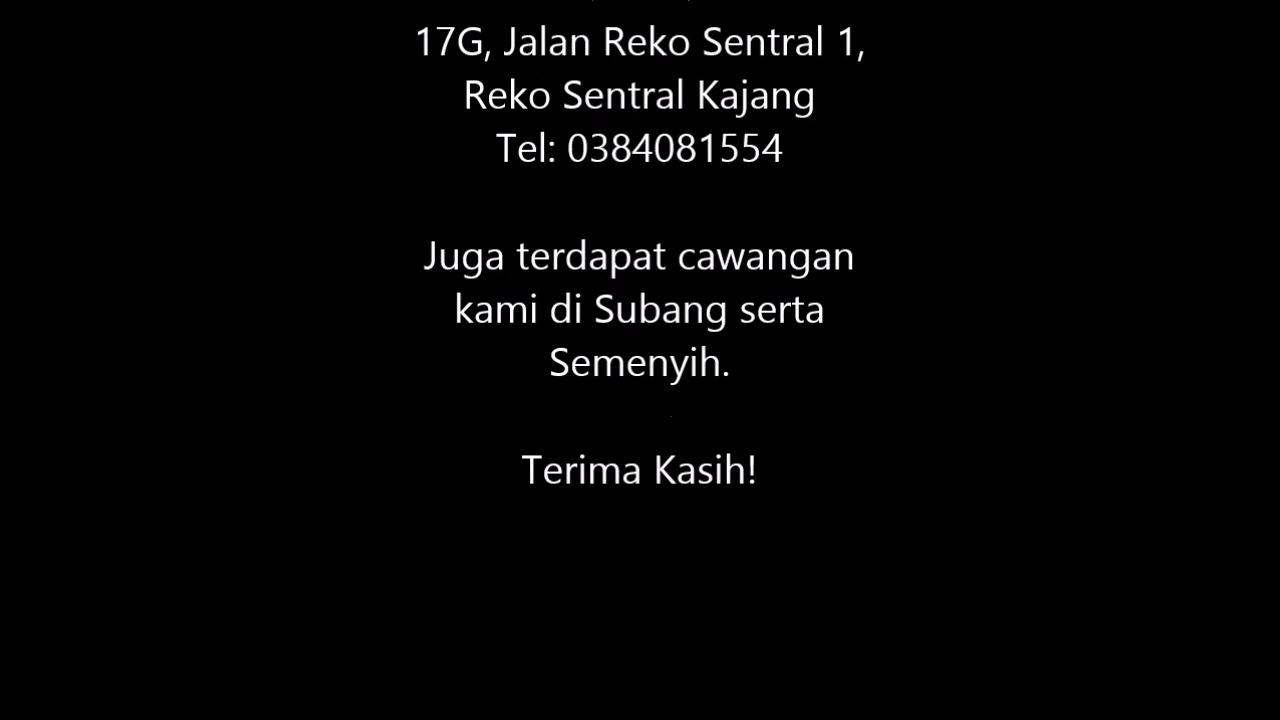 17G, Jalan Reko Sentral 1,
Reko Sentral Kajang
Tel: 0384081554
Juga terdapat cawangan
kami di Subang serta
Semenyih.
Terima Kasih!